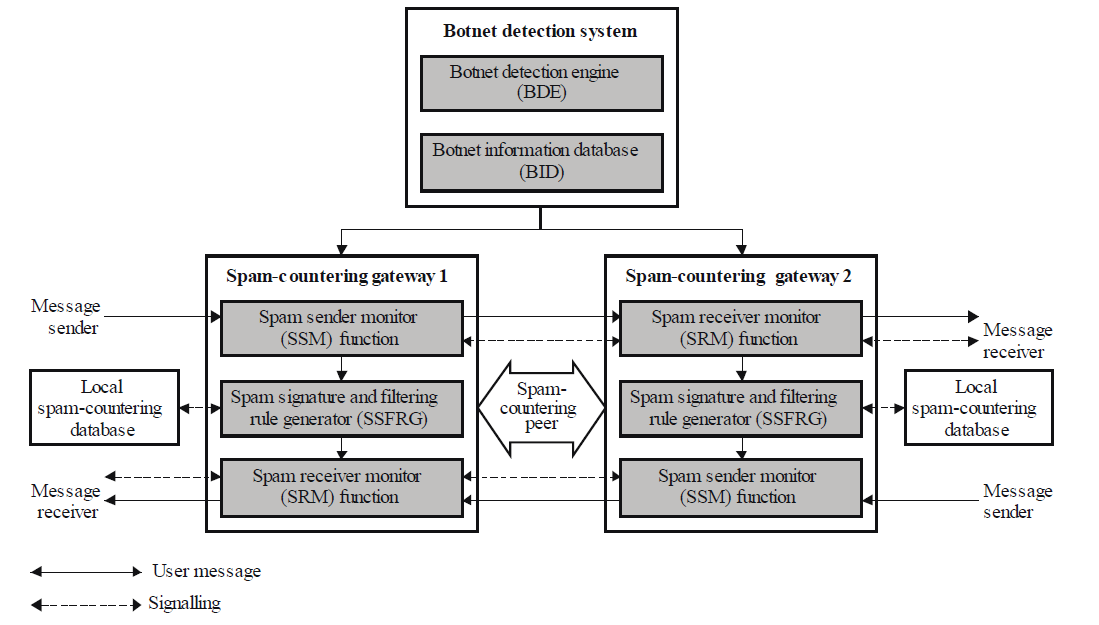 Botnet detection system
Botnet detection engine
(BDE)
Botnet information database
(BID)
Spam-countering gateway 1
Spam-countering gateway 2
Message
sender
Spam sender monitor
(SSM) function
Spam receiver monitor
(SRM) function
Message
receiver
Local
spam-countering
database
Spam signature and filtering
rule generator (SSFRG)
Spam-
countering
peer
Spam signature and filtering
rule generator (SSFRG)
Local
spam-countering
database
Message
receiver
Spam receiver monitor
(SRM) function
Spam sender monitor
(SSM) function
Message
sender
User message
Signalling